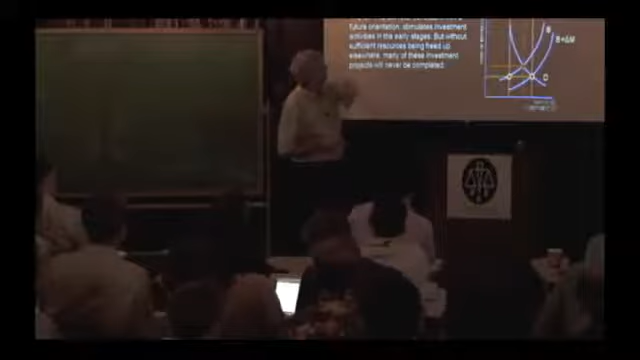 future orientation, stimulates investment
activities in the early stages. But without
sufficient resources being freed up
elsewhere, many of these investment
projects will never be completed.
S
S+ΔM
D